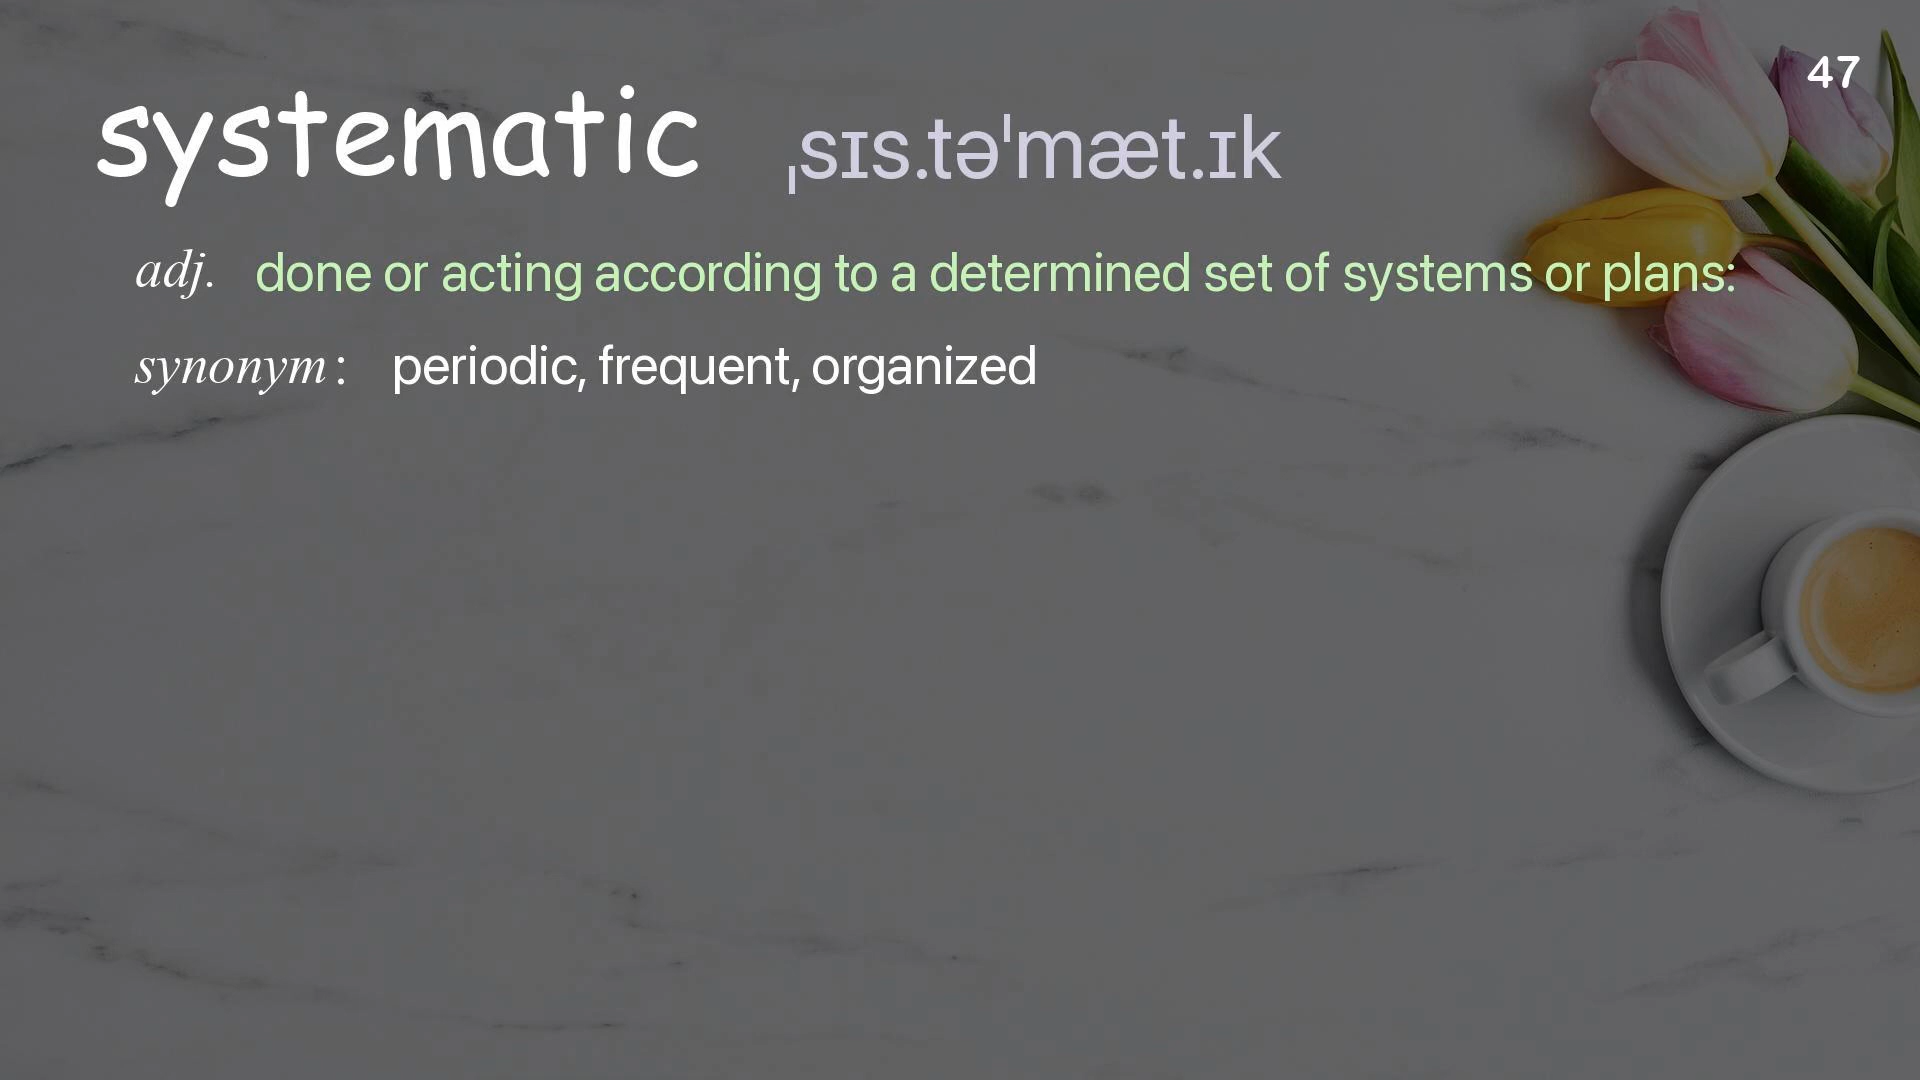 47
systematic ˌsɪs.təˈmæt.ɪk
adj. done or acting according to a determined set of systems or plans:
synonym : periodic, frequent, organized